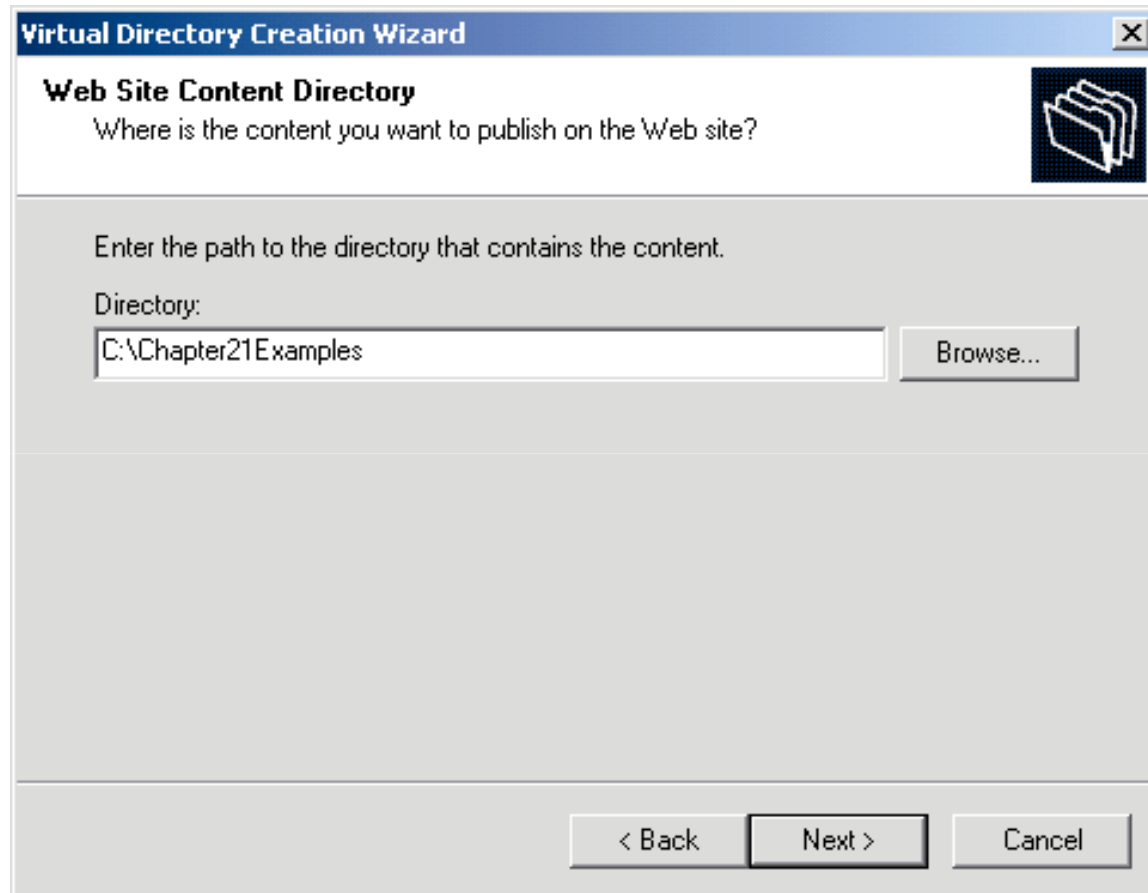 Virtual Directory Creation Wizard
Web Site Content Directory
Where is the content you want to publish on the Web site?
Enter the path to the directory that contains the content.
Directory:
C:\Chapter21Examples
Browse...
< Back
Next >
Cancel